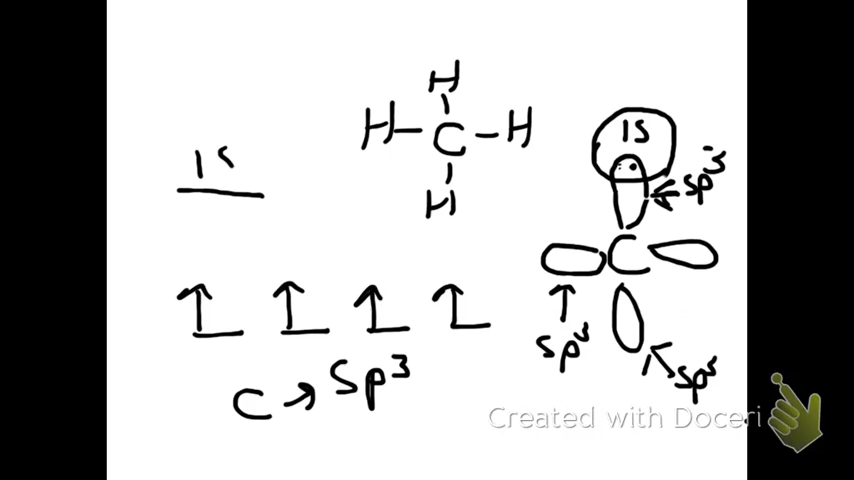 H
H - C - H
H
1S
1S
sp³
C
sp³
sp³
C → Sp³
Created with Doceri